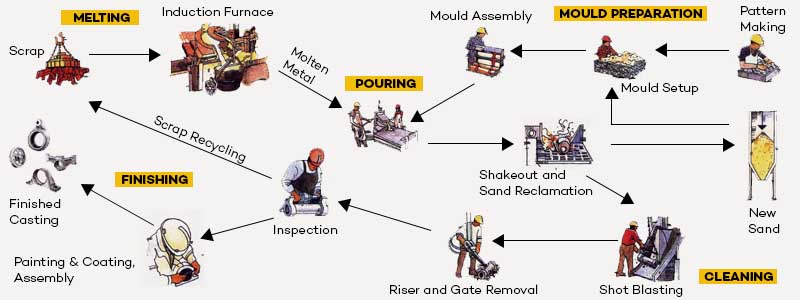 MELTING
Induction Furnace
Scrap
Molten
Metal
POURING
Mould Assembly
MOULD PREPARATION
Pattern
Making
Mould Setup
Scrap Recycling
Shakeout and
Sand Reclamation
New
Sand
FINISHING
Finished
Casting
Inspection
Painting & Coating,
Assembly
Riser and Gate Removal
Shot Blasting
CLEANING